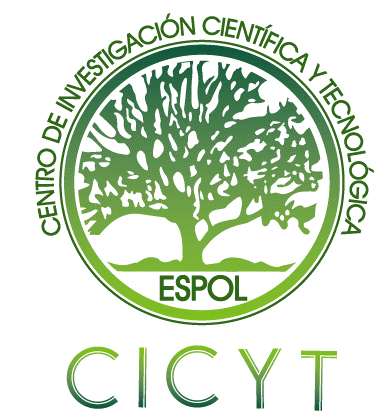 CENTRO DE INVESTIGACIÓN CIENTÍFICA Y TECNOLÓGICA
ESPOL
CICYT